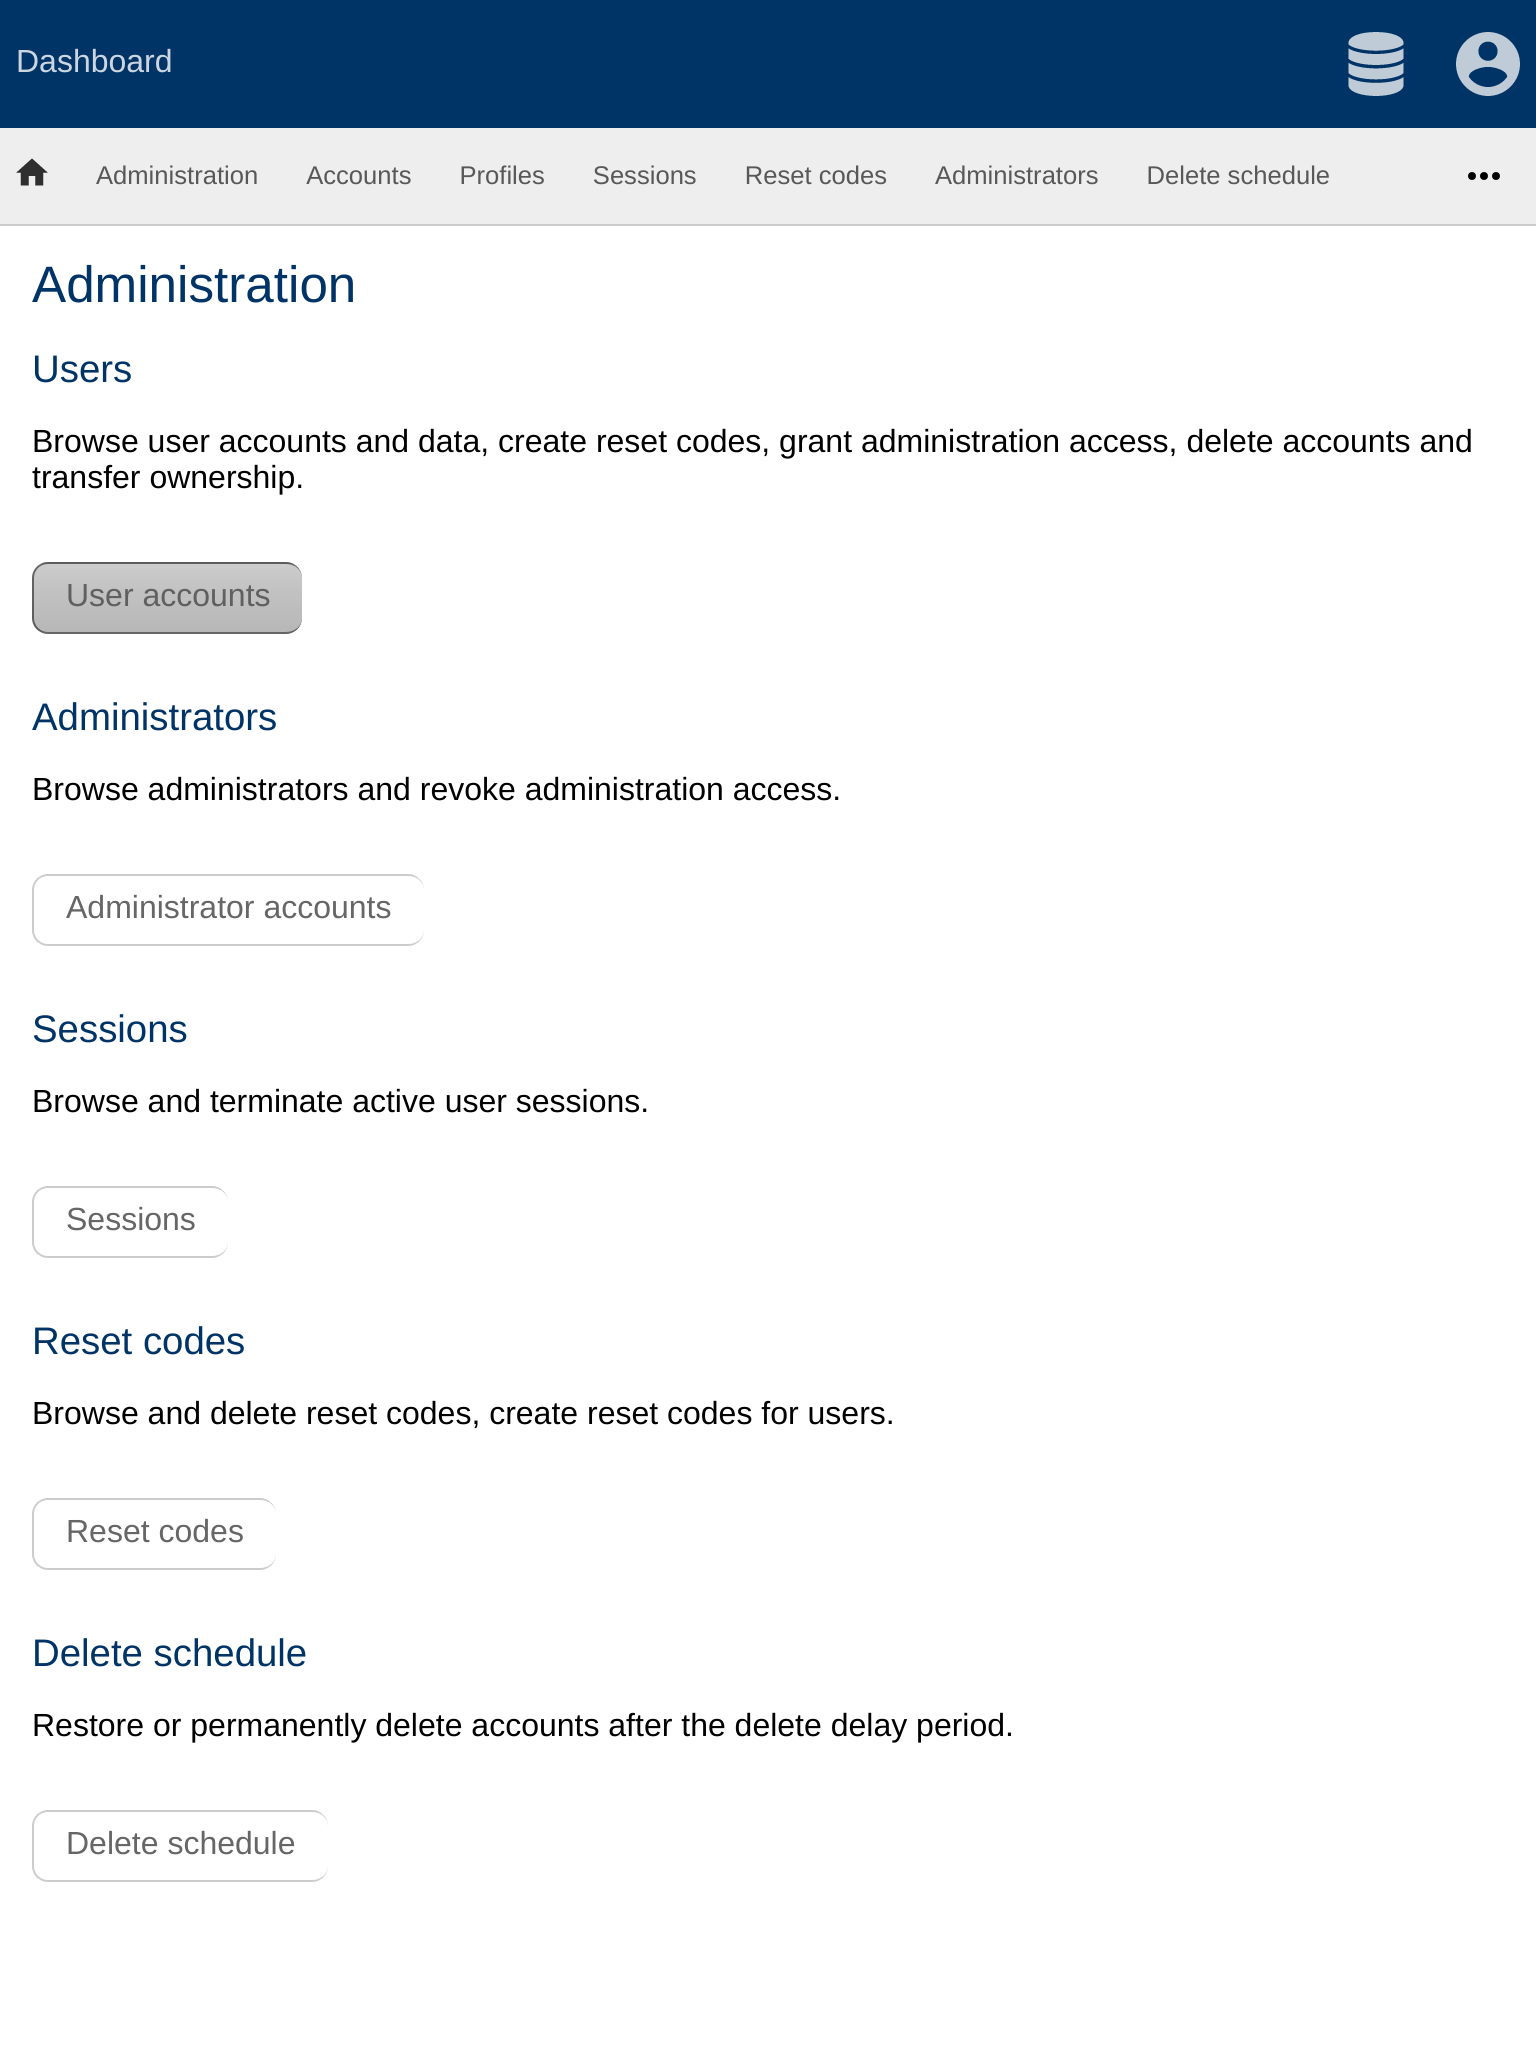 Dashboard
Administration Accounts Profiles Sessions Reset codes Administrators Delete schedule
Administration
Users
Browse user accounts and data, create reset codes, grant administration access, delete accounts and
transfer ownership.
User accounts
Administrators
Browse administrators and revoke administration access.
Administrator accounts
Sessions
Browse and terminate active user sessions.
Sessions
Reset codes
Browse and delete reset codes, create reset codes for users.
Reset codes
Delete schedule
Restore or permanently delete accounts after the delete delay period.
Delete schedule